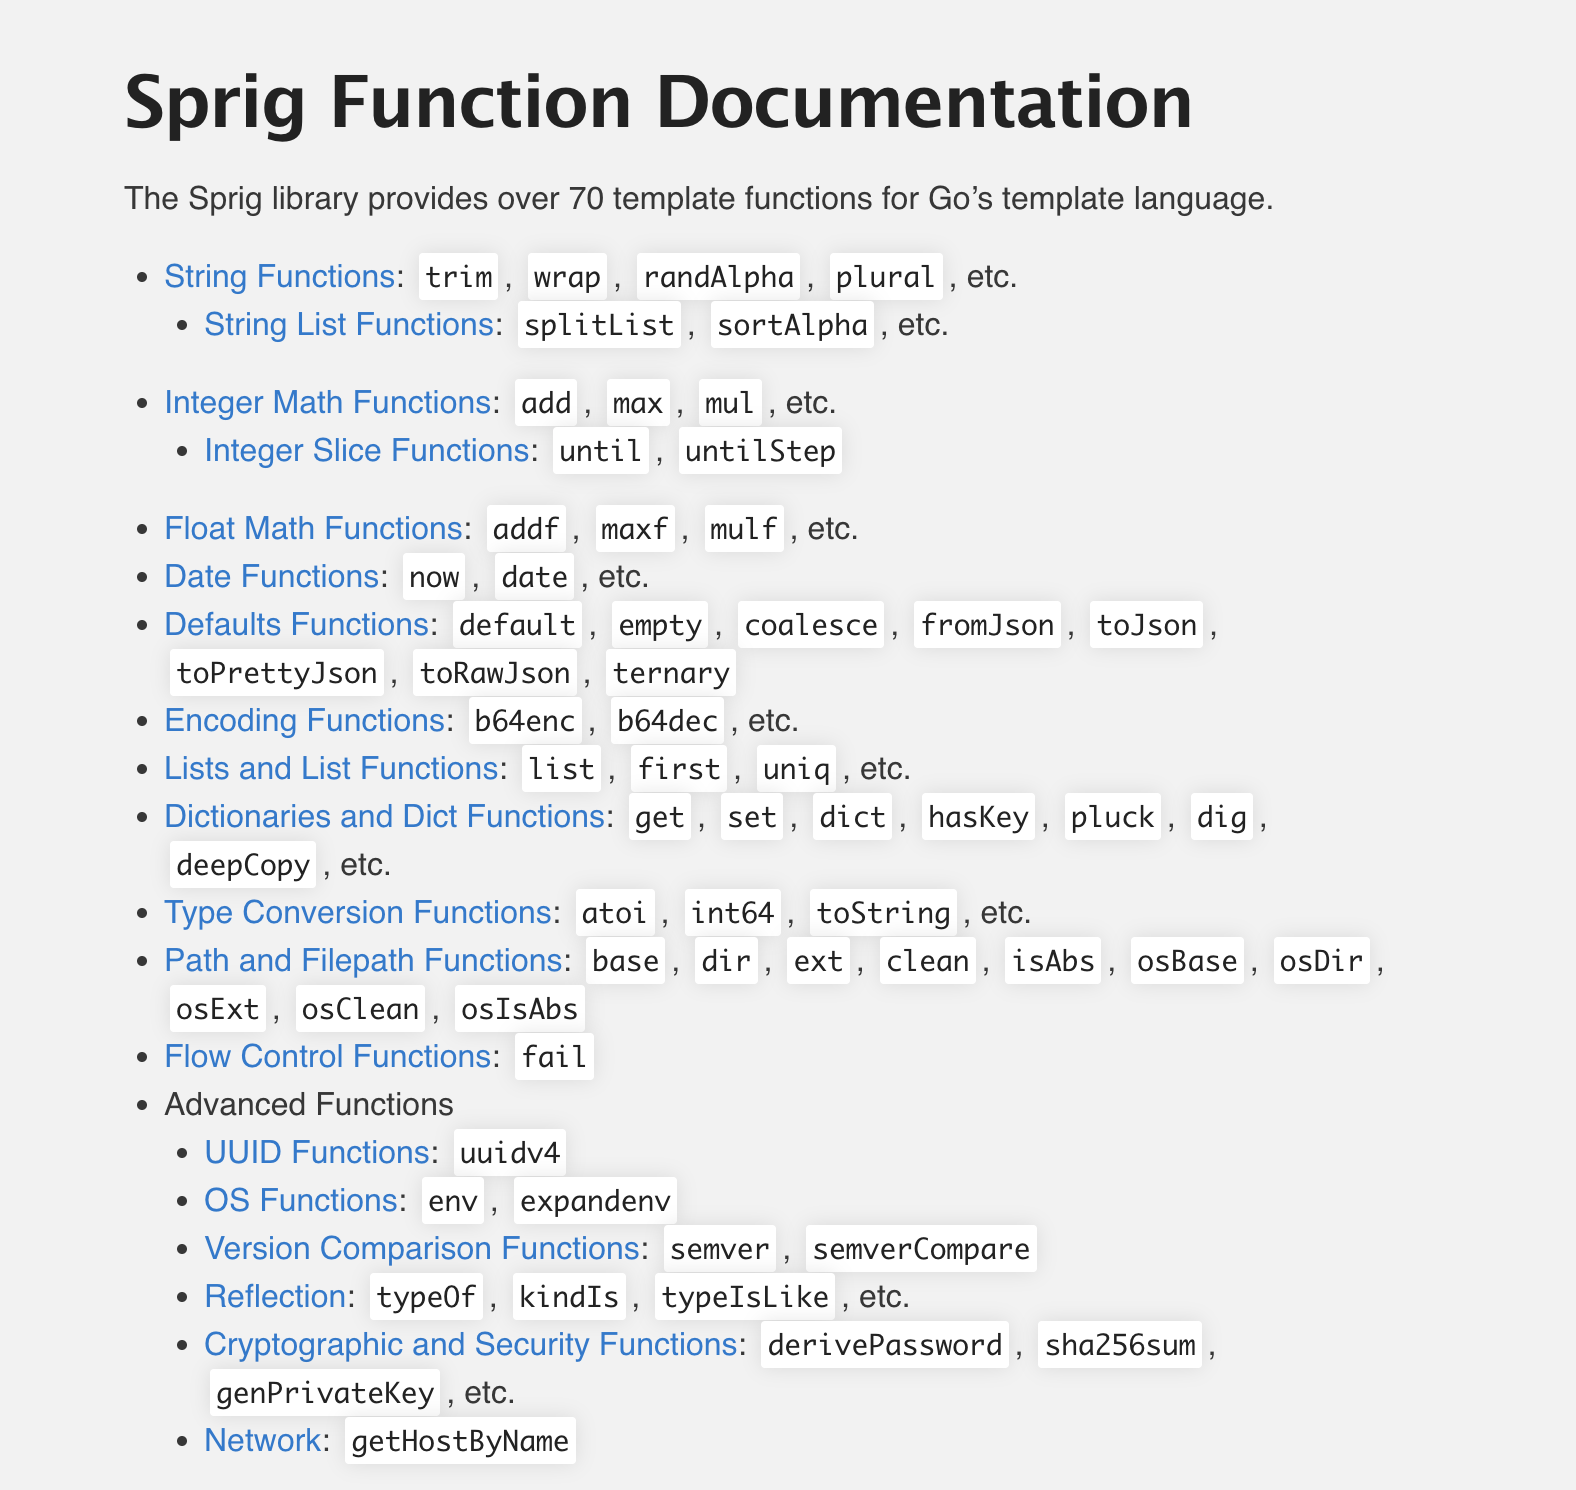 Sprig Function Documentation
The Sprig library provides over 70 template functions for Go’s template language.
• String Functions: trim, wrap, randAlpha, plural, etc.
• String List Functions: splitList, sortAlpha, etc.
• Integer Math Functions: add, max, mul, etc.
• Integer Slice Functions: until, untilStep
• Float Math Functions: addf, maxf, mulf, etc.
• Date Functions: now, date, etc.
• Defaults Functions: default, empty, coalesce, fromJson, toJson,
toPrettyJson, toRawJson, ternary
• Encoding Functions: b64enc, b64dec, etc.
• Lists and List Functions: list, first, uniq, etc.
• Dictionaries and Dict Functions: get, set, dict, hasKey, pluck, dig,
deepCopy, etc.
• Type Conversion Functions: atoi, int64, toString, etc.
• Path and Filepath Functions: base, dir, ext, clean, isAbs, osBase, osDir,
osExt, osClean, osIsAbs
• Flow Control Functions: fail
• Advanced Functions
• UUID Functions: uuidv4
• OS Functions: env, expandenv
• Version Comparison Functions: semver, semverCompare
• Reflection: typeOf, kindIs, typeIsLike, etc.
• Cryptographic and Security Functions: derivePassword, sha256sum,
genPrivateKey, etc.
• Network: getHostByName